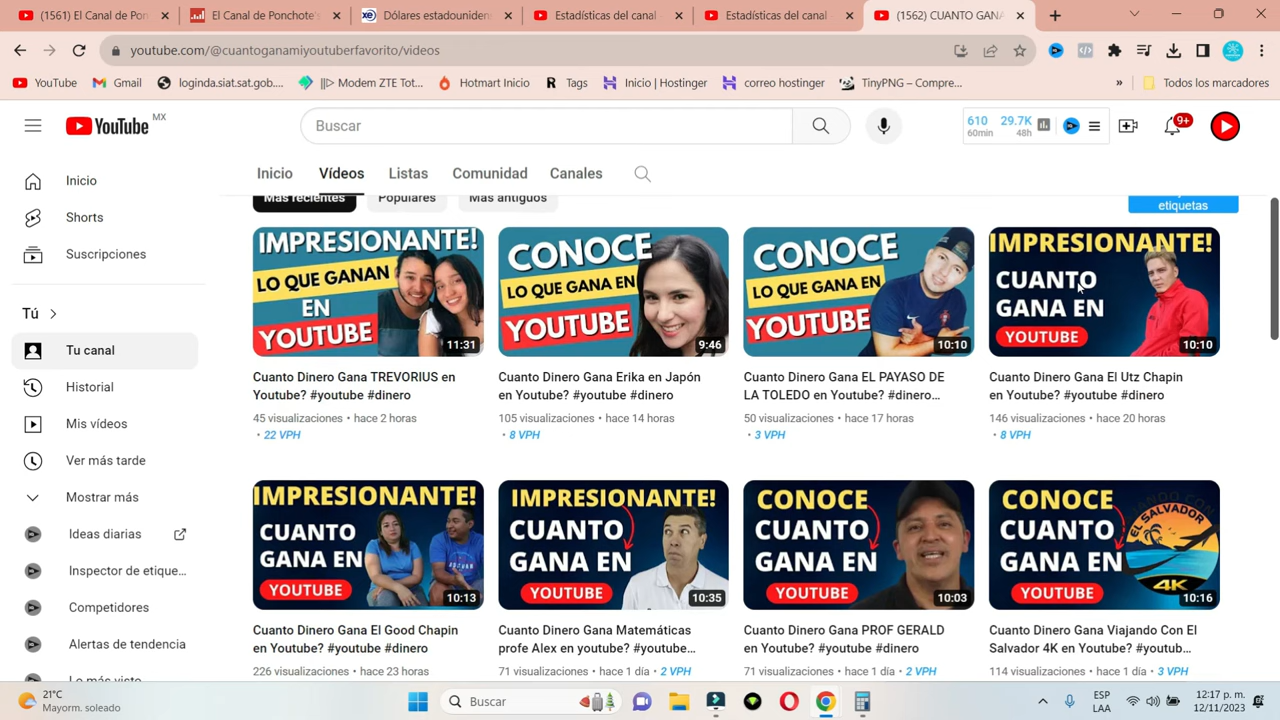 (1561) El Canal de Pon
El Canal de Ponchote's
Dólares estadouniden
Estadísticas del canal
Estadísticas del canal
(1562) CUANTO GANA
youtube.com/@cuantoganamiyoutuberfavorito/videos
YouTube
Gmail
loginda.siat.sat.gob....
||▷ Modem ZTE Tot...
Hotmart Inicio
R Tags
Inicio | Hostinger
correo hostinger
TinyPNG – Compre...
»
Todos los marcadores
YouTube MX
Buscar
610 29.7K
60min 48h
9+
Inicio
Vídeos
Listas
Comunidad
Canales
Más recientes
Populares
Más antiguos
etiquetas
Inicio
Shorts
Suscripciones
Tú
Tu canal
Historial
Mis vídeos
Ver más tarde
Mostrar más
Ideas diarias
Inspector de etique...
Competidores
Alertas de tendencia
Lo más visto
IMPRESIONANTE!
LO QUE GANAN
EN
YOUTUBE
11:31
Cuanto Dinero Gana TREVORIUS en
Youtube? #youtube #dinero
45 visualizaciones • hace 2 horas
• 22 VPH
CONOCE
LO QUE GANA EN
YOUTUBE
9:46
Cuanto Dinero Gana Erika en Japón
en Youtube? #youtube #dinero
105 visualizaciones • hace 14 horas
• 8 VPH
CONOCE
LO QUE GANA EN
YOUTUBE
10:10
Cuanto Dinero Gana EL PAYASO DE
LA TOLEDO en Youtube? #dinero...
50 visualizaciones • hace 17 horas
• 3 VPH
IMPRESIONANTE!
CUANTO
GANA EN
YOUTUBE
10:10
Cuanto Dinero Gana El Utz Chapin
en Youtube? #youtube #dinero
146 visualizaciones • hace 20 horas
• 8 VPH
IMPRESIONANTE!
CUANTO
GANA EN
YOUTUBE
10:13
Cuanto Dinero Gana El Good Chapin
en Youtube? #youtube #dinero
226 visualizaciones • hace 23 horas
IMPRESIONANTE!
CUANTO
GANA EN
YOUTUBE
10:35
Cuanto Dinero Gana Matemáticas
profe Alex en youtube? #youtube...
71 visualizaciones • hace 1 día • 2 VPH
CONOCE
CUANTO
GANA EN
YOUTUBE
10:03
Cuanto Dinero Gana PROF GERALD
en Youtube? #youtube #dinero
71 visualizaciones • hace 1 día • 2 VPH
CONOCE
CUANTO
GANA EN
YOUTUBE
EL SALVADOR
4K
10:16
Cuanto Dinero Gana Viajando Con El
Salvador 4K en Youtube? #youtub...
114 visualizaciones • hace 1 día • 3 VPH
21°C
Mayorm. soleado
Buscar
ESP
LAA
12:17 p. m.
12/11/2023